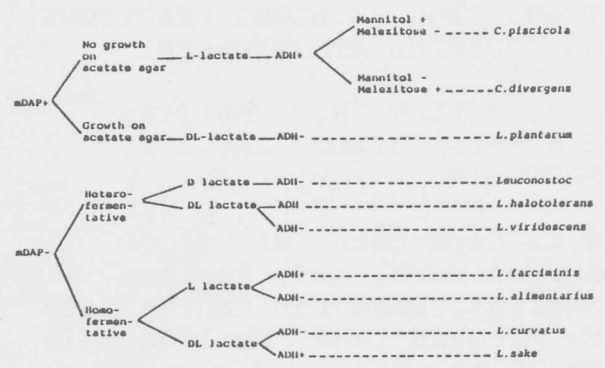 Mannitol +
No growth Melezitose - C.piscicola
on L-lactate ADH+
acetate agar
Mannitol -
Melezitose + C.divergens
mDAP+
Growth on
acetate agar DL-lactate ADH- L.plantarum
D lactate ADH- Leuconostoc
Hetero-
fermen- DL lactate ADH L.halotolerans
tative
ADH- L.viridescens
mDAP-
ADH+ L.farciminis
L lactate
ADH- L.alimentarius
Homo-
fermen-
tative ADH- L.curvatus
DL lactate
ADH+ L.sake